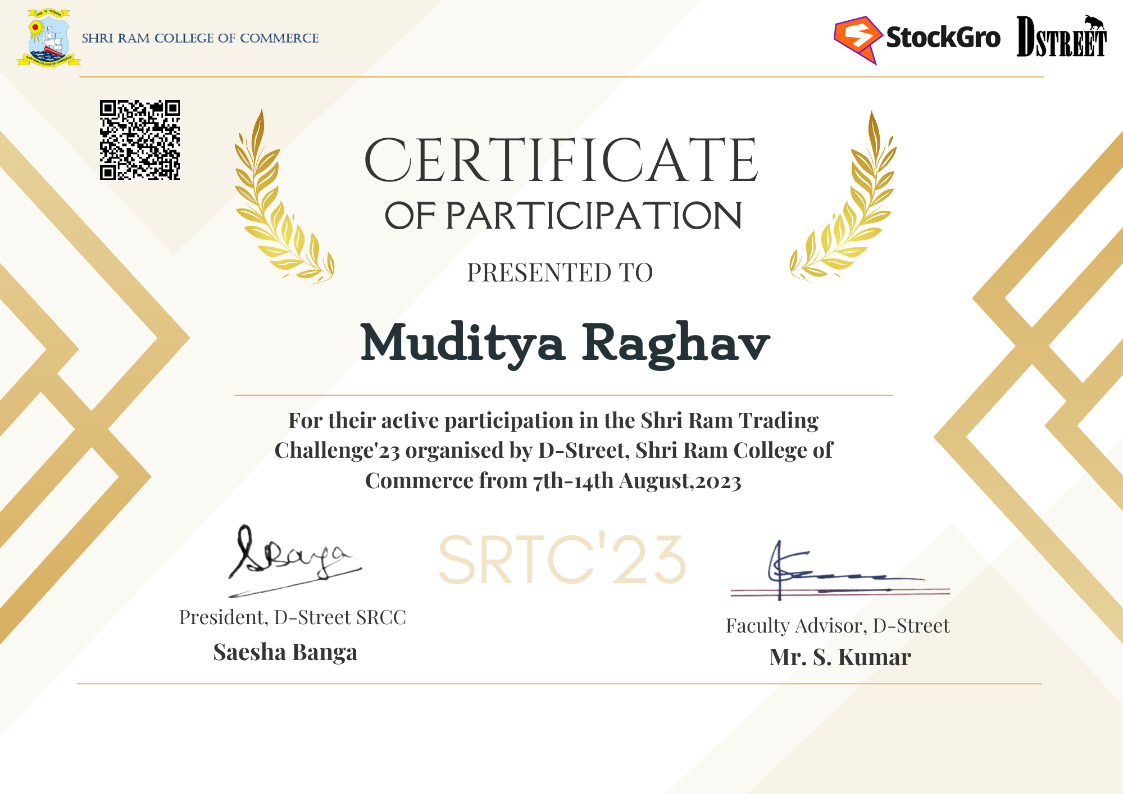 SHRI RAM COLLEGE OF COMMERCE
StockGro
DSTREET
CERTIFICATE
OF PARTICIPATION
PRESENTED TO
Muditya Raghav
For their active participation in the Shri Ram Trading
Challenge'23 organised by D-Street, Shri Ram College of
Commerce from 7th-14th August,2023
SRTC'23
President, D-Street SRCC
Saesha Banga
Faculty Advisor, D-Street
Mr. S. Kumar